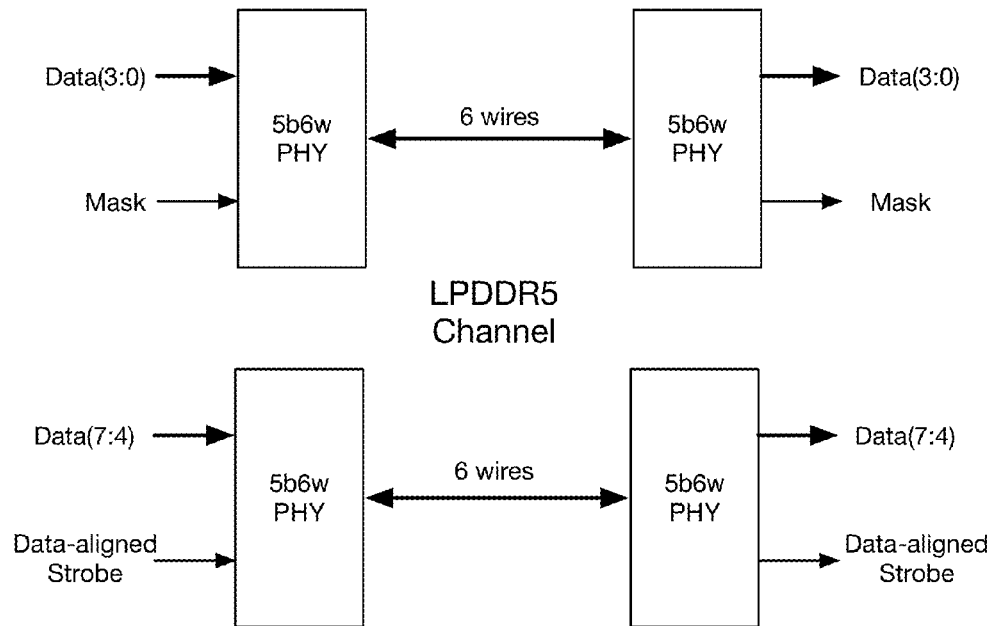 Data(3:0)
5b6w
PHY
6 wires
5b6w
PHY
Data(3:0)
Mask
Mask
LPDDR5
Channel
Data(7:4)
5b6w
PHY
6 wires
5b6w
PHY
Data(7:4)
Data-aligned
Strobe
Data-aligned
Strobe